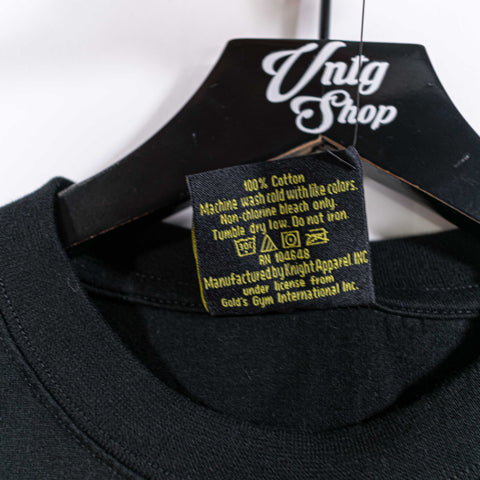 Vntg
Shop
100% Cotton
Machine wash cold with like colors.
Non-chlorine bleach only.
Tumble dry low. Do not iron.
RN 104648
Manufactured by Knight Apparel INC
under license from
Gold's Gym International Inc.